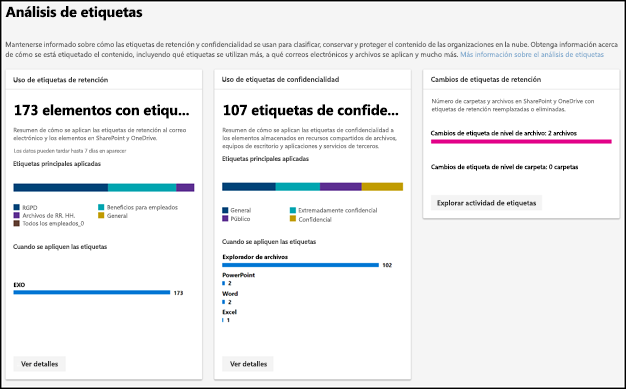 Análisis de etiquetas
Mantenerse informado sobre cómo las etiquetas de retención y confidencialidad se usan para clasificar, conservar y proteger el contenido de las organizaciones en la nube. Obtenga información acerca
de cómo se está etiquetado el contenido, incluyendo qué etiquetas se utilizan más, a qué correos electrónicos y archivos se aplican y mucho más. Más información sobre el análisis de etiquetas
Uso de etiquetas de retención
173 elementos con etiqu...
Resumen de cómo se aplican las etiquetas de retención al correo
electrónico y los elementos en SharePoint y OneDrive.
Los datos pueden tardar hasta 7 días en aparecer
Etiquetas principales aplicadas
RGPD
Beneficios para empleados
Archivos de RR. HH.
General
Todos los empleados_0
Cuando se apliquen las etiquetas
EXO
173
Ver detalles
Uso de etiquetas de confidencialidad
107 etiquetas de confide...
Resumen de cómo se aplican las etiquetas de confidencialidad a
los elementos almacenados en recursos compartidos de archivos,
equipos de escritorio y aplicaciones y servicios de terceros.
Etiquetas principales aplicadas
General
Extremadamente confidencial
Público
Confidencial
Cuando se apliquen las etiquetas
Explorador de archivos
102
PowerPoint
2
Word
2
Excel
1
Ver detalles
Cambios de etiquetas de retención
Número de carpetas y archivos en SharePoint y OneDrive con
etiquetas de retención reemplazadas o eliminadas.
Cambios de etiqueta de nivel de archivo: 2 archivos
Cambios de etiqueta de nivel de carpeta: 0 carpetas
Explorar actividad de etiquetas